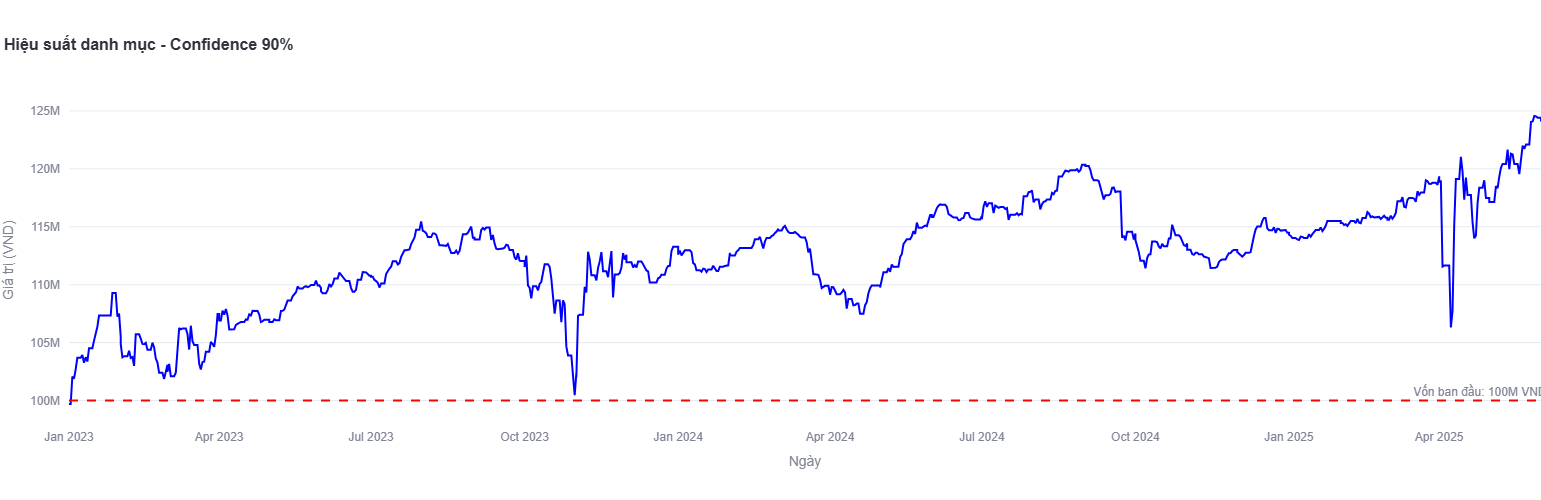 Hiệu suất danh mục - Confidence 90%
125M
120M
115M
110M
105M
100M
Giá trị (VND)
Vốn ban đầu: 100M VND
Jan 2023
Apr 2023
Jul 2023
Oct 2023
Jan 2024
Apr 2024
Jul 2024
Oct 2024
Jan 2025
Apr 2025
Ngày